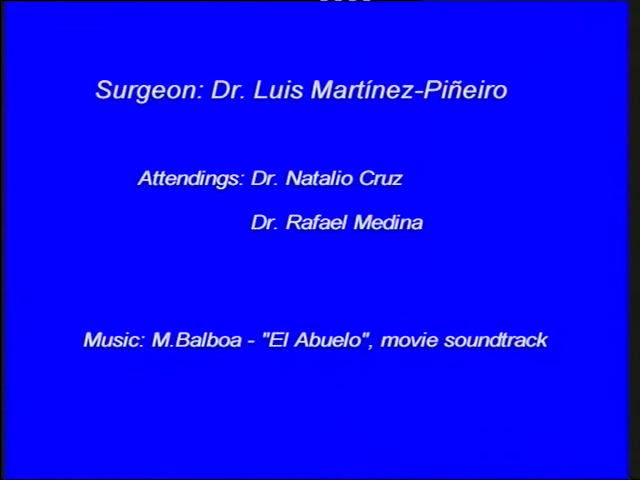 Surgeon: Dr. Luis Martínez-Piñeiro
Attendings: Dr. Natalio Cruz
Dr. Rafael Medina
Music: M.Balboa - "El Abuelo", movie soundtrack